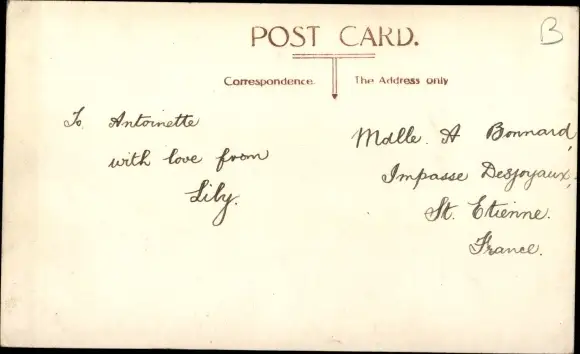 B
POST CARD.
Correspondence.
The Address only
To. Antoinette
with love from
Lily.
Mdlle. A Bonnard,
Impasse Desjoyaux,
St. Etienne.
France.